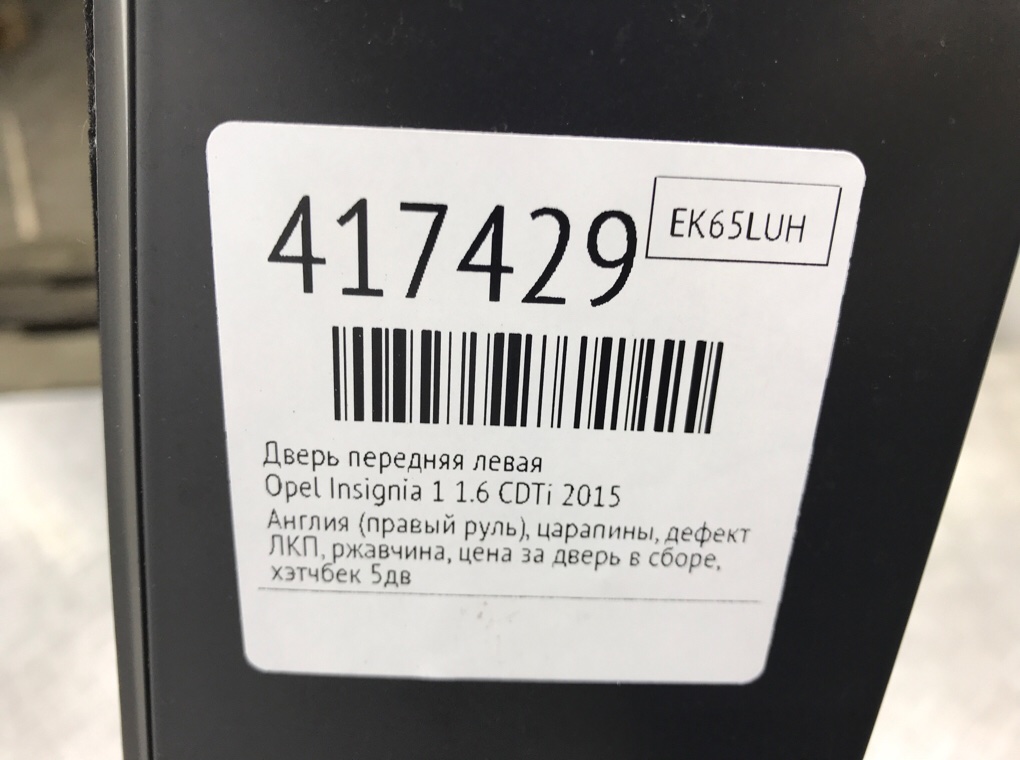 417429
EK65LUH
Дверь передняя левая
Opel Insignia 1 1.6 CDTi 2015
Англия (правый руль), царапины, дефект
ЛКП, ржавчина, цена за дверь в сборе,
хэтчбек 5дв